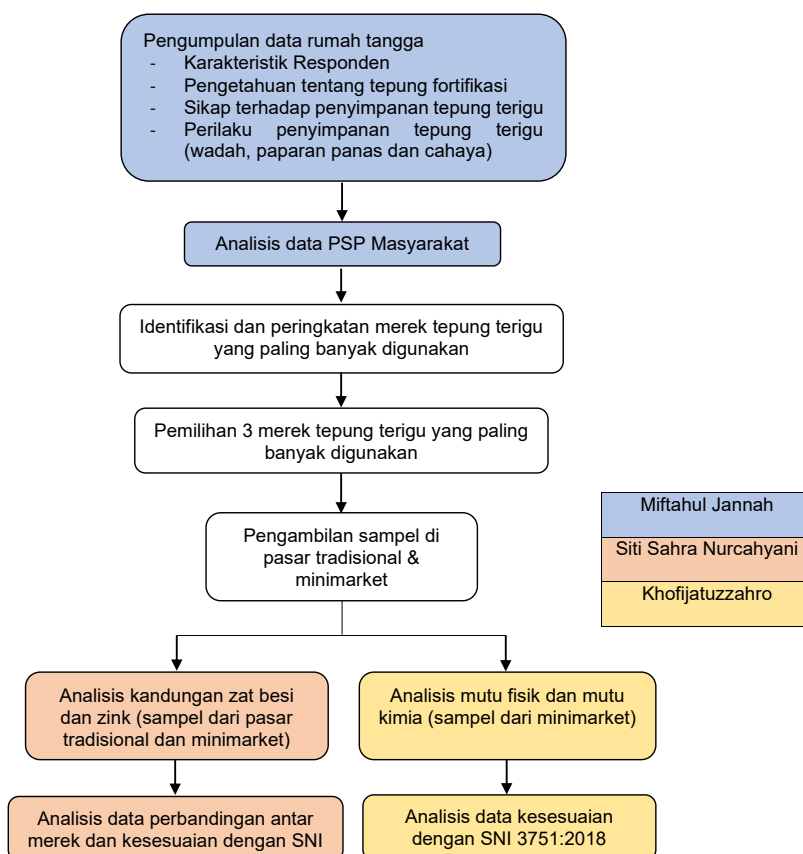 Pengumpulan data rumah tangga
- Karakteristik Responden
- Pengetahuan tentang tepung fortifikasi
- Sikap terhadap penyimpanan tepung terigu
- Perilaku penyimpanan tepung terigu
(wadah, paparan panas dan cahaya)
Analisis data PSP Masyarakat
Identifikasi dan peringkatan merek tepung terigu
yang paling banyak digunakan
Pemilihan 3 merek tepung terigu yang paling
banyak digunakan
Pengambilan sampel di
pasar tradisional &
minimarket
Miftahul Jannah
Siti Sahra Nurcahyani
Khofijatuzzahro
Analisis kandungan zat besi
dan zink (sampel dari pasar
tradisional dan minimarket)
Analisis mutu fisik dan mutu
kimia (sampel dari minimarket)
Analisis data perbandingan antar
merek dan kesesuaian dengan SNI
Analisis data kesesuaian
dengan SNI 3751:2018